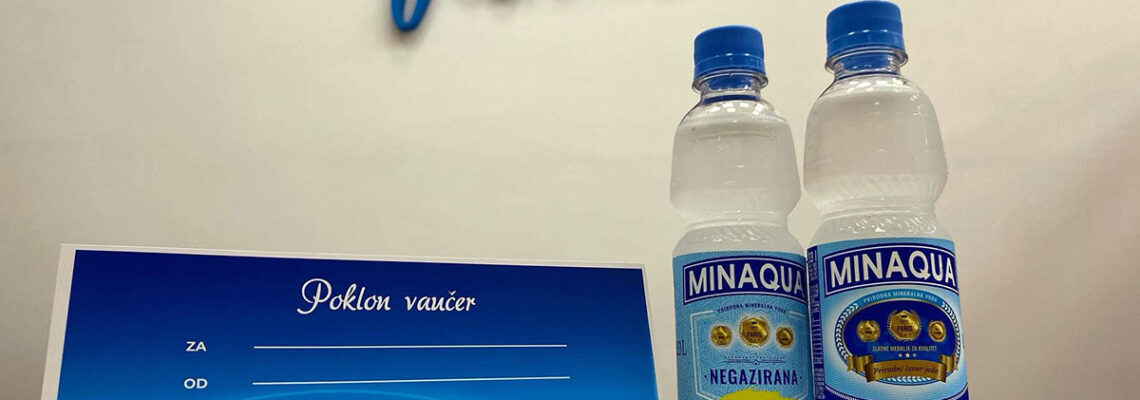 Poklon vaučer
ZA
OD
MINAQUA
PRIRODNA MINERALNA VODA
PARIS
NEGAZIRANA
MINAQUA
PRIRODNA MINERALNA VODA
PARIS
ZLATNE MEDALJE ZA KVALITET
Prirodni izvor joda